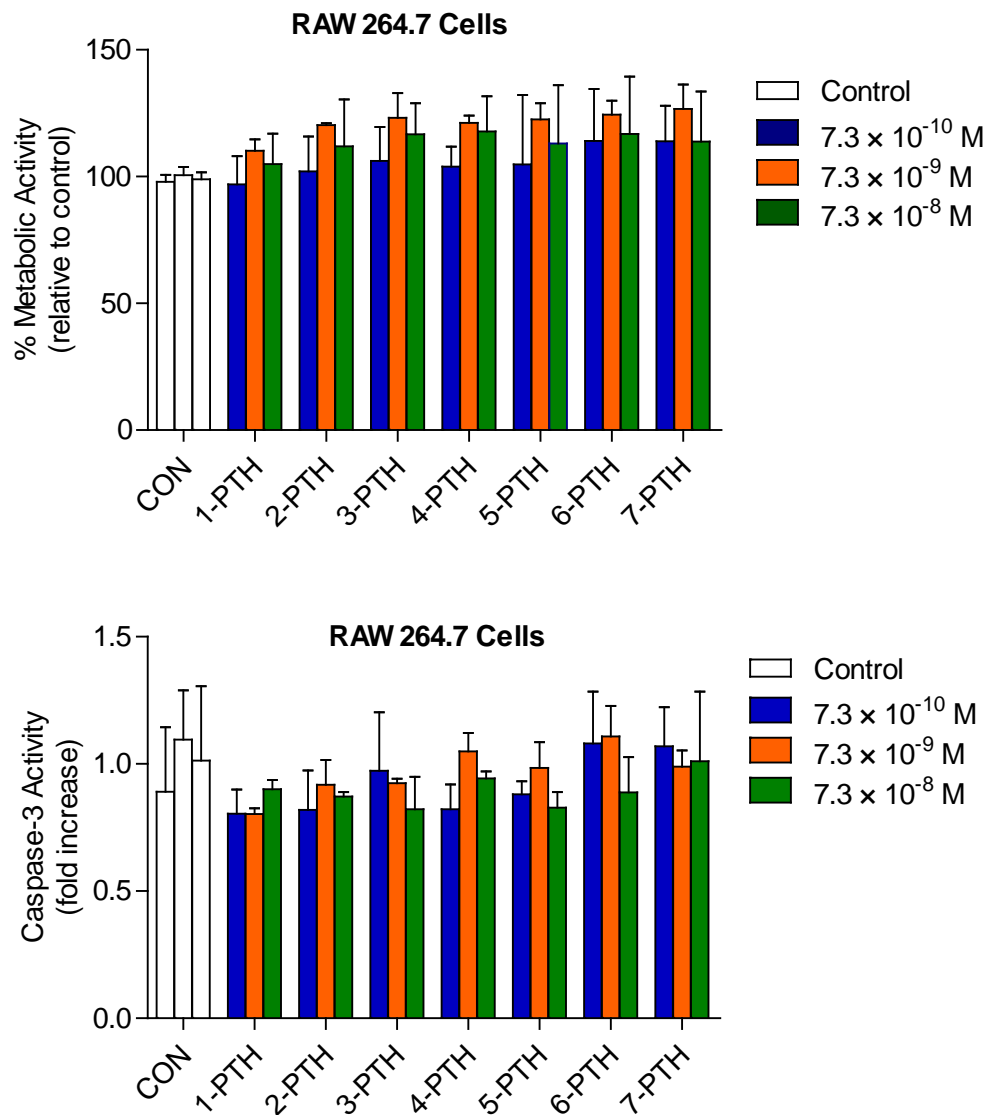 RAW 264.7 Cells
% Metabolic Activity
(relative to control)
150
100
50
0
CON
1-PTH
2-PTH
3-PTH
4-PTH
5-PTH
6-PTH
7-PTH
Control
7.3 × 10⁻¹⁰ M
7.3 × 10⁻⁹ M
7.3 × 10⁻⁸ M
RAW 264.7 Cells
Caspase-3 Activity
(fold increase)
1.5
1.0
0.5
0.0
CON
1-PTH
2-PTH
3-PTH
4-PTH
5-PTH
6-PTH
7-PTH
Control
7.3 × 10⁻¹⁰ M
7.3 × 10⁻⁹ M
7.3 × 10⁻⁸ M